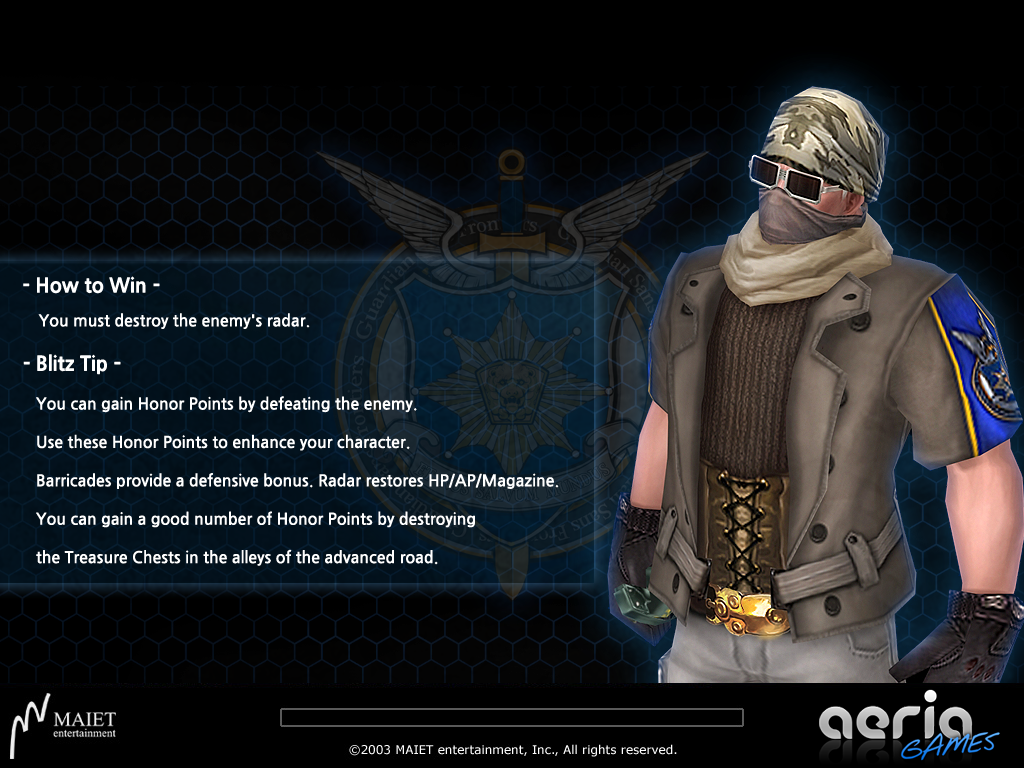 - How to Win -
You must destroy the enemy's radar.
- Blitz Tip -
You can gain Honor Points by defeating the enemy.
Use these Honor Points to enhance your character.
Barricades provide a defensive bonus. Radar restores HP/AP/Magazine.
You can gain a good number of Honor Points by destroying
the Treasure Chests in the alleys of the advanced road.
MAIET
entertainment
©2003 MAIET entertainment, Inc., All rights reserved.
aeria
GAMES